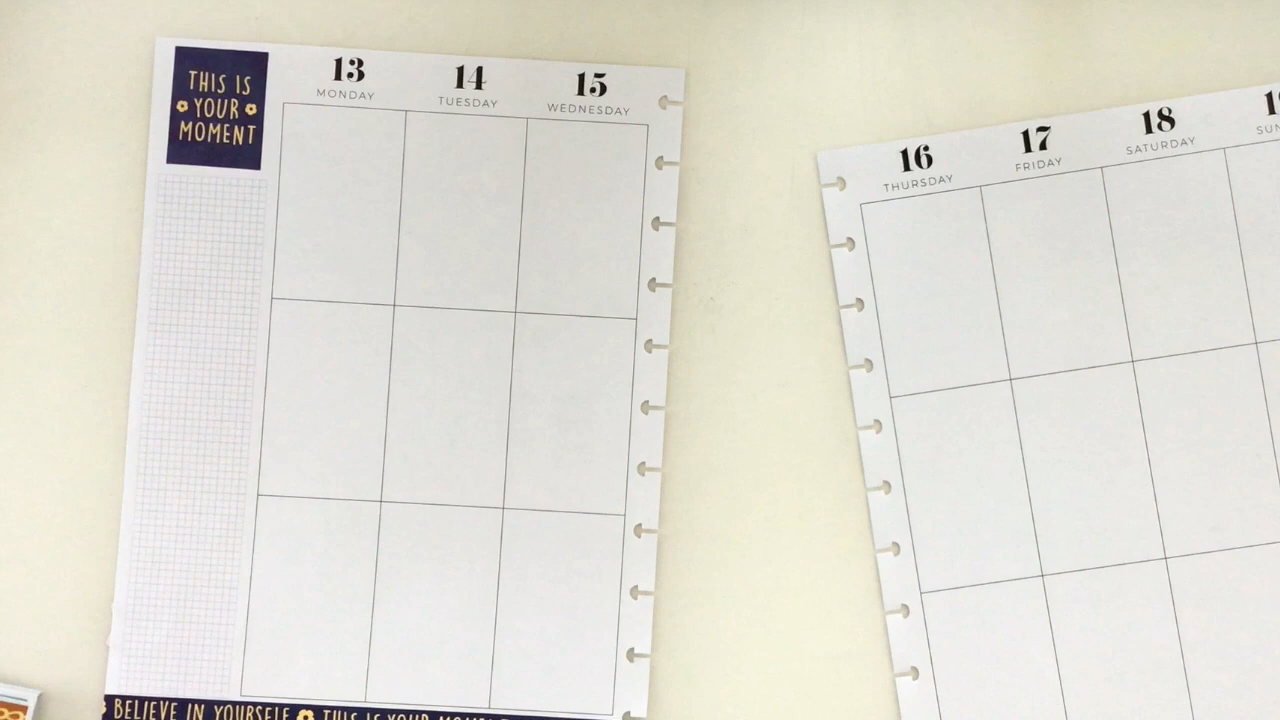 THIS IS
YOUR
MOMENT
13
MONDAY
14
TUESDAY
15
WEDNESDAY
16
THURSDAY
17
FRIDAY
18
SATURDAY
BELIEVE IN YOURSELF THIS IS YOUR